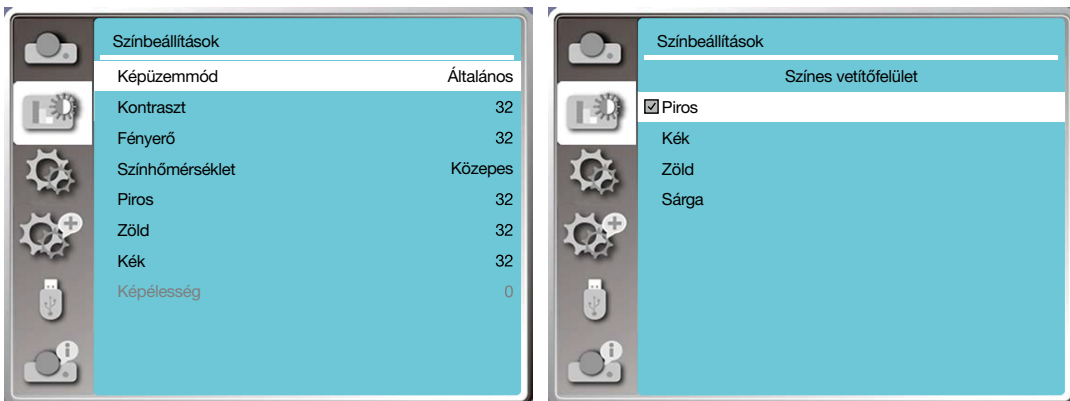 Színbeállítások
Képüzemmód Általános
Kontraszt 32
Fényerő 32
Színhőmérséklet Közepes
Piros 32
Zöld 32
Kék 32
Képélesség 0
Színbeállítások
Színes vetítőfelület
Piros
Kék
Zöld
Sárga